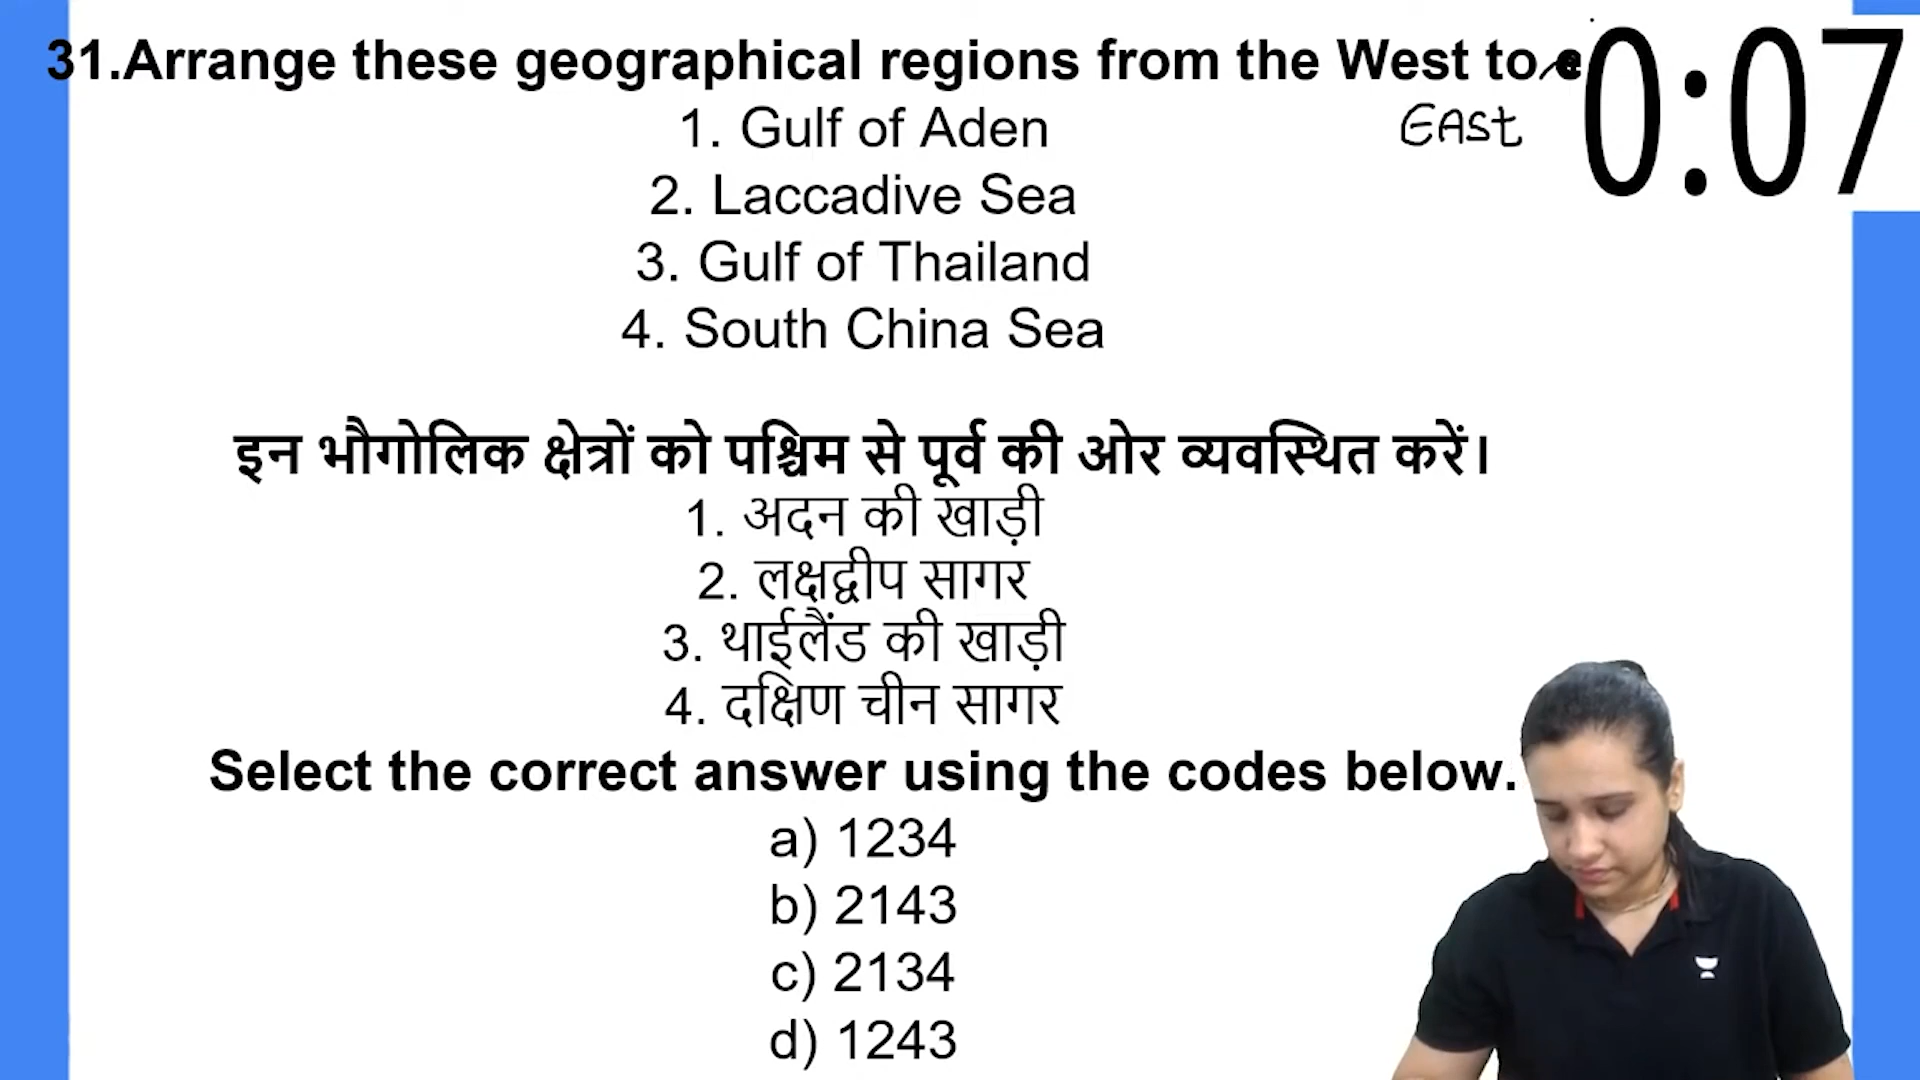 31.Arrange these geographical regions from the West to
EAst
0:07
1. Gulf of Aden
2. Laccadive Sea
3. Gulf of Thailand
4. South China Sea
इन भौगोलिक क्षेत्रों को पश्चिम से पूर्व की ओर व्यवस्थित करें।
1. अदन की खाड़ी
2. लक्षद्वीप सागर
3. थाईलैंड की खाड़ी
4. दक्षिण चीन सागर
Select the correct answer using the codes below.
a) 1234
b) 2143
c) 2134
d) 1243